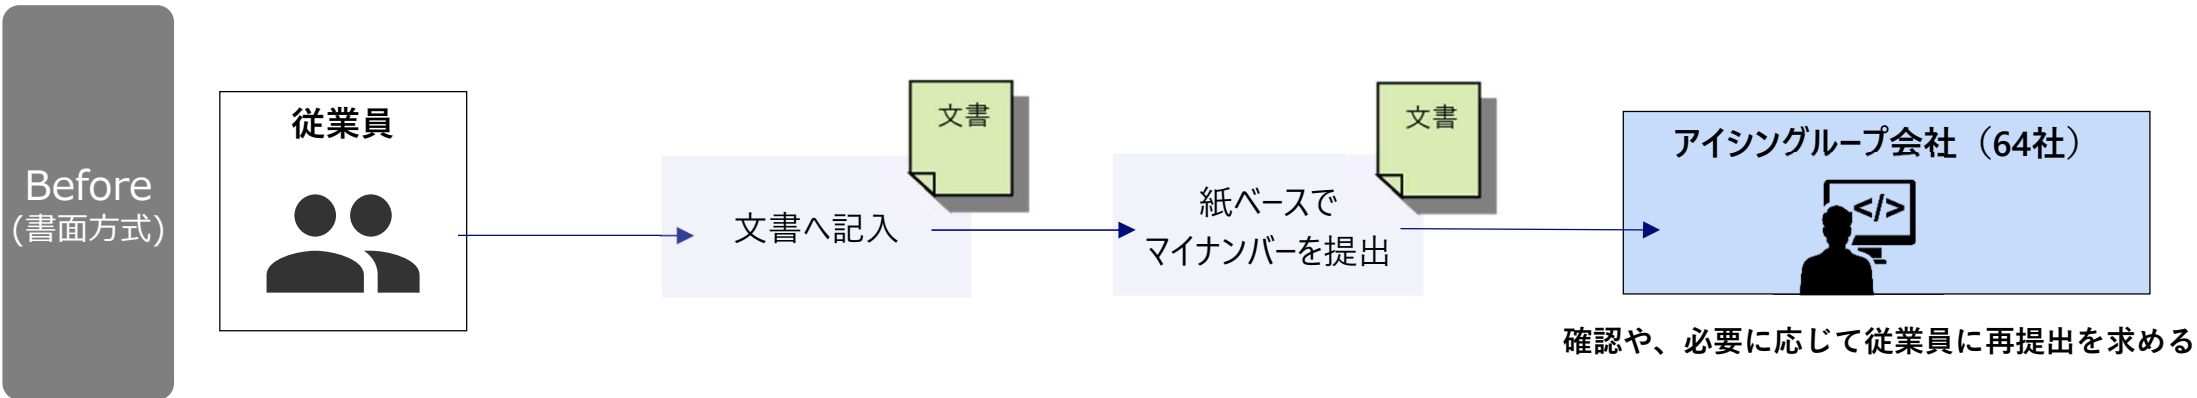 Before
(書面方式)
従業員
文書
文書へ記入
文書
紙ベースで
マイナンバーを提出
アイシングループ会社（64社）
</>
確認や、必要に応じて従業員に再提出を求める